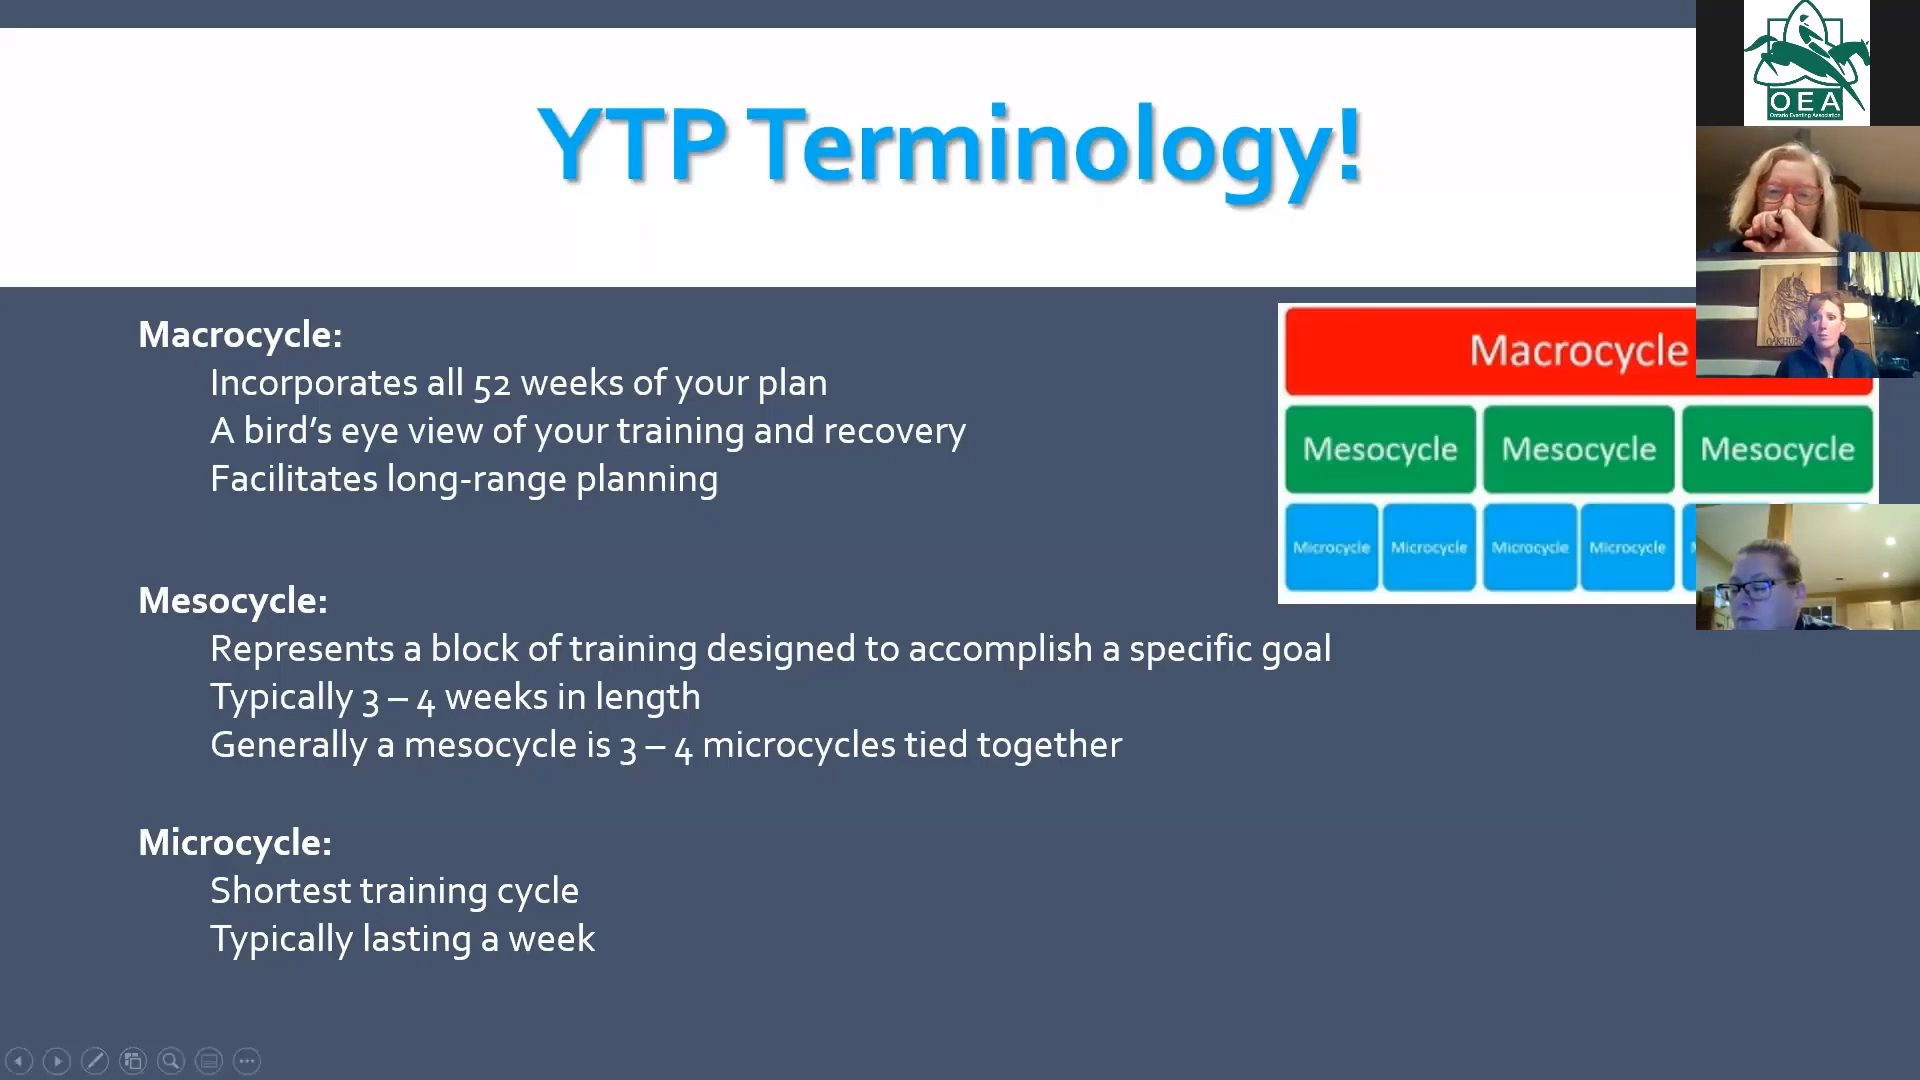 YTP Terminology!
Macrocycle:
Incorporates all 52 weeks of your plan
A bird's eye view of your training and recovery
Facilitates long-range planning
Mesocycle:
Represents a block of training designed to accomplish a specific goal
Typically 3 – 4 weeks in length
Generally a mesocycle is 3 – 4 microcycles tied together
Microcycle:
Shortest training cycle
Typically lasting a week
Macrocycle
Mesocycle Mesocycle Mesocycle
Microcycle Microcycle Microcycle Microcycle
OEA
Ontario Eventing Association